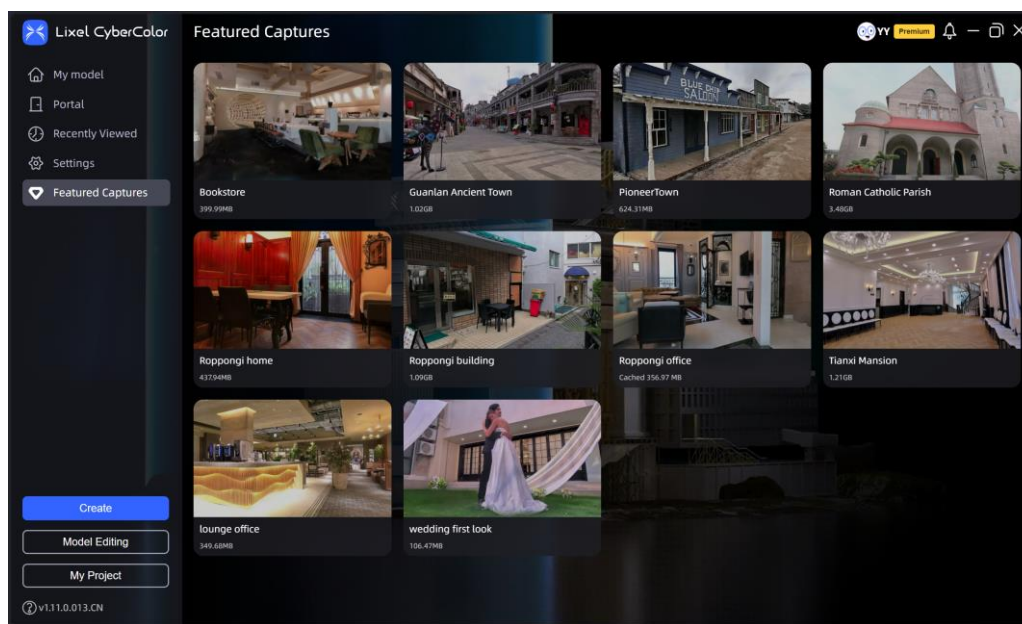 Lixel CyberColor
Featured Captures
YY Premium
My model
Portal
Recently Viewed
Settings
Featured Captures
BLUE CHIP
SALOON
Bookstore
399.99MB
Guanlan Ancient Town
1.02GB
PioneerTown
624.31MB
Roman Catholic Parish
3.48GB
Roppongi home
437.94MB
Roppongi building
1.09GB
Roppongi office
Cached 356.97 MB
Tianxi Mansion
1.21GB
lounge office
349.68MB
wedding first look
106.47MB
Create
Model Editing
My Project
v1.11.0.013.CN